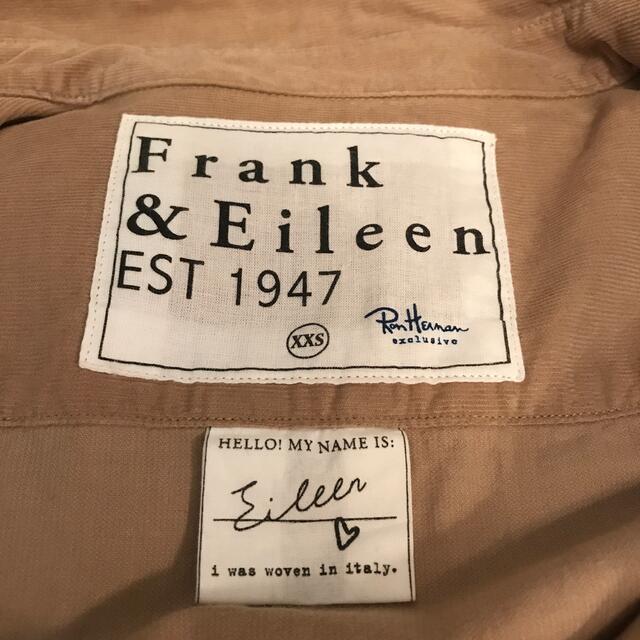 Frank
& Eileen
EST 1947
XXS
Ron Herman
exclusive
HELLO! MY NAME IS:
Eileen
i was woven in italy.